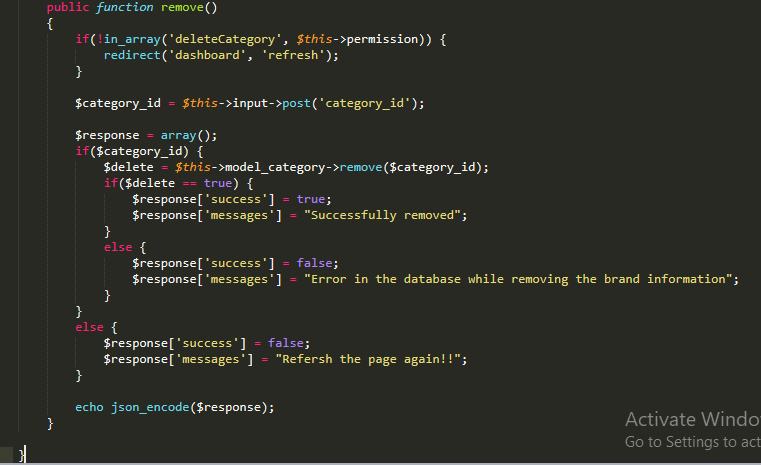 public function remove()
{
if(!in_array('deleteCategory', $this->permission)) {
redirect('dashboard', 'refresh');
}
$category_id = $this->input->post('category_id');
$response = array();
if($category_id) {
$delete = $this->model_category->remove($category_id);
if($delete == true) {
$response['success'] = true;
$response['messages'] = "Successfully removed";
}
else {
$response['success'] = false;
$response['messages'] = "Error in the database while removing the brand information";
}
}
else {
$response['success'] = false;
$response['messages'] = "Refersh the page again!!";
}
echo json_encode($response);
}
}
Activate Windo
Go to Settings to act